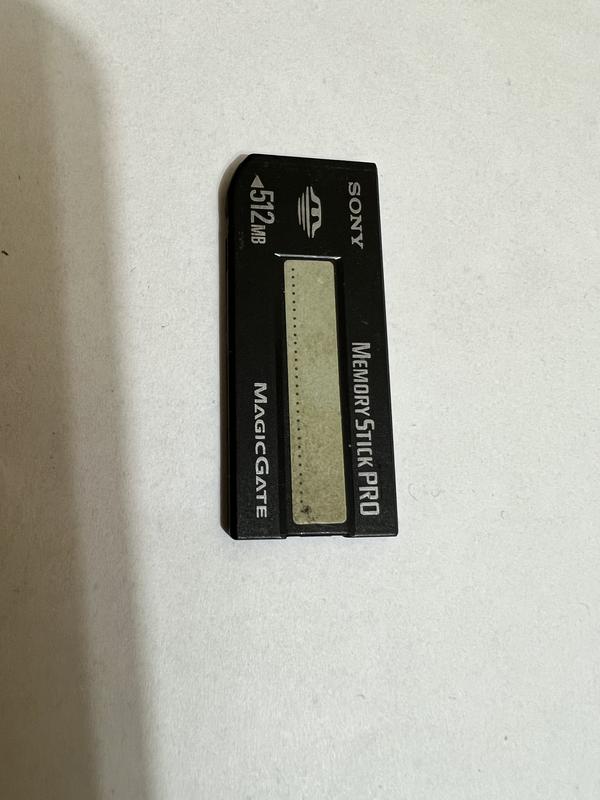 SONY
MEMORY STICK PRO
◀512MB
MAGICGATE